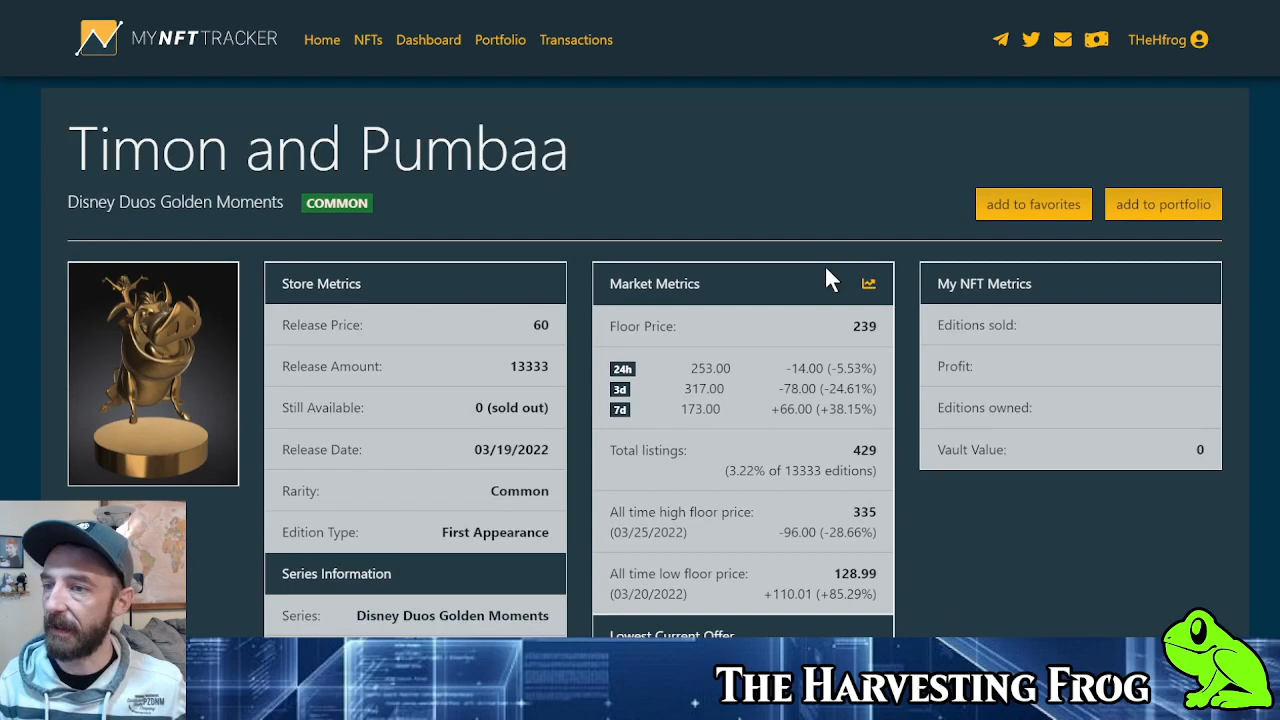 MYNFTTRACKER Home NFTs Dashboard Portfolio Transactions THeHfrog
Timon and Pumbaa
Disney Duos Golden Moments COMMON
add to favorites add to portfolio
Store Metrics
Release Price: 60
Release Amount: 13333
Still Available: 0 (sold out)
Release Date: 03/19/2022
Rarity: Common
Edition Type: First Appearance
Series Information
Series: Disney Duos Golden Moments
Market Metrics
Floor Price: 239
24h 253.00 -14.00 (-5.53%)
3d 317.00 -78.00 (-24.61%)
7d 173.00 +66.00 (+38.15%)
Total listings: 429
(3.22% of 13333 editions)
All time high floor price: 335
(03/25/2022) -96.00 (-28.66%)
All time low floor price: 128.99
(03/20/2022) +110.01 (+85.29%)
Lowest Current Offer
My NFT Metrics
Editions sold:
Profit:
Editions owned:
Vault Value: 0
THE HARVESTING FROG